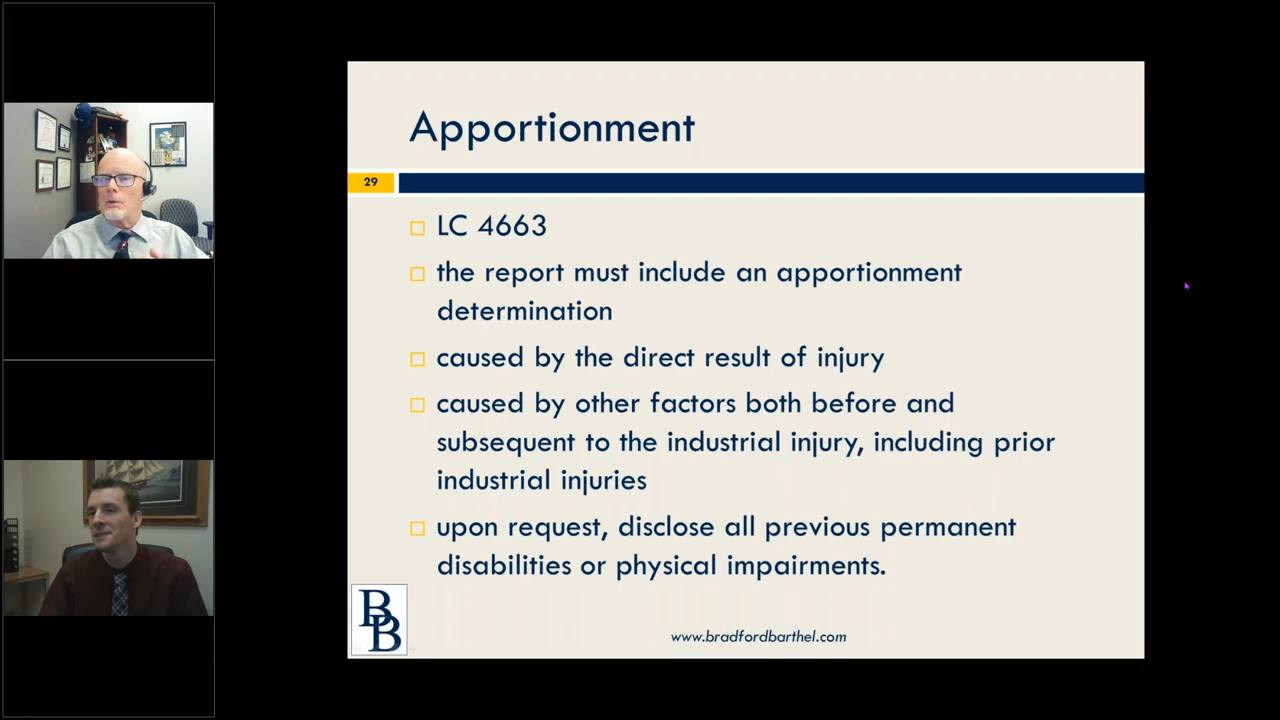 Apportionment
29
LC 4663
the report must include an apportionment
determination
caused by the direct result of injury
caused by other factors both before and
subsequent to the industrial injury, including prior
industrial injuries
upon request, disclose all previous permanent
disabilities or physical impairments.
BB
www.bradfordbarthel.com